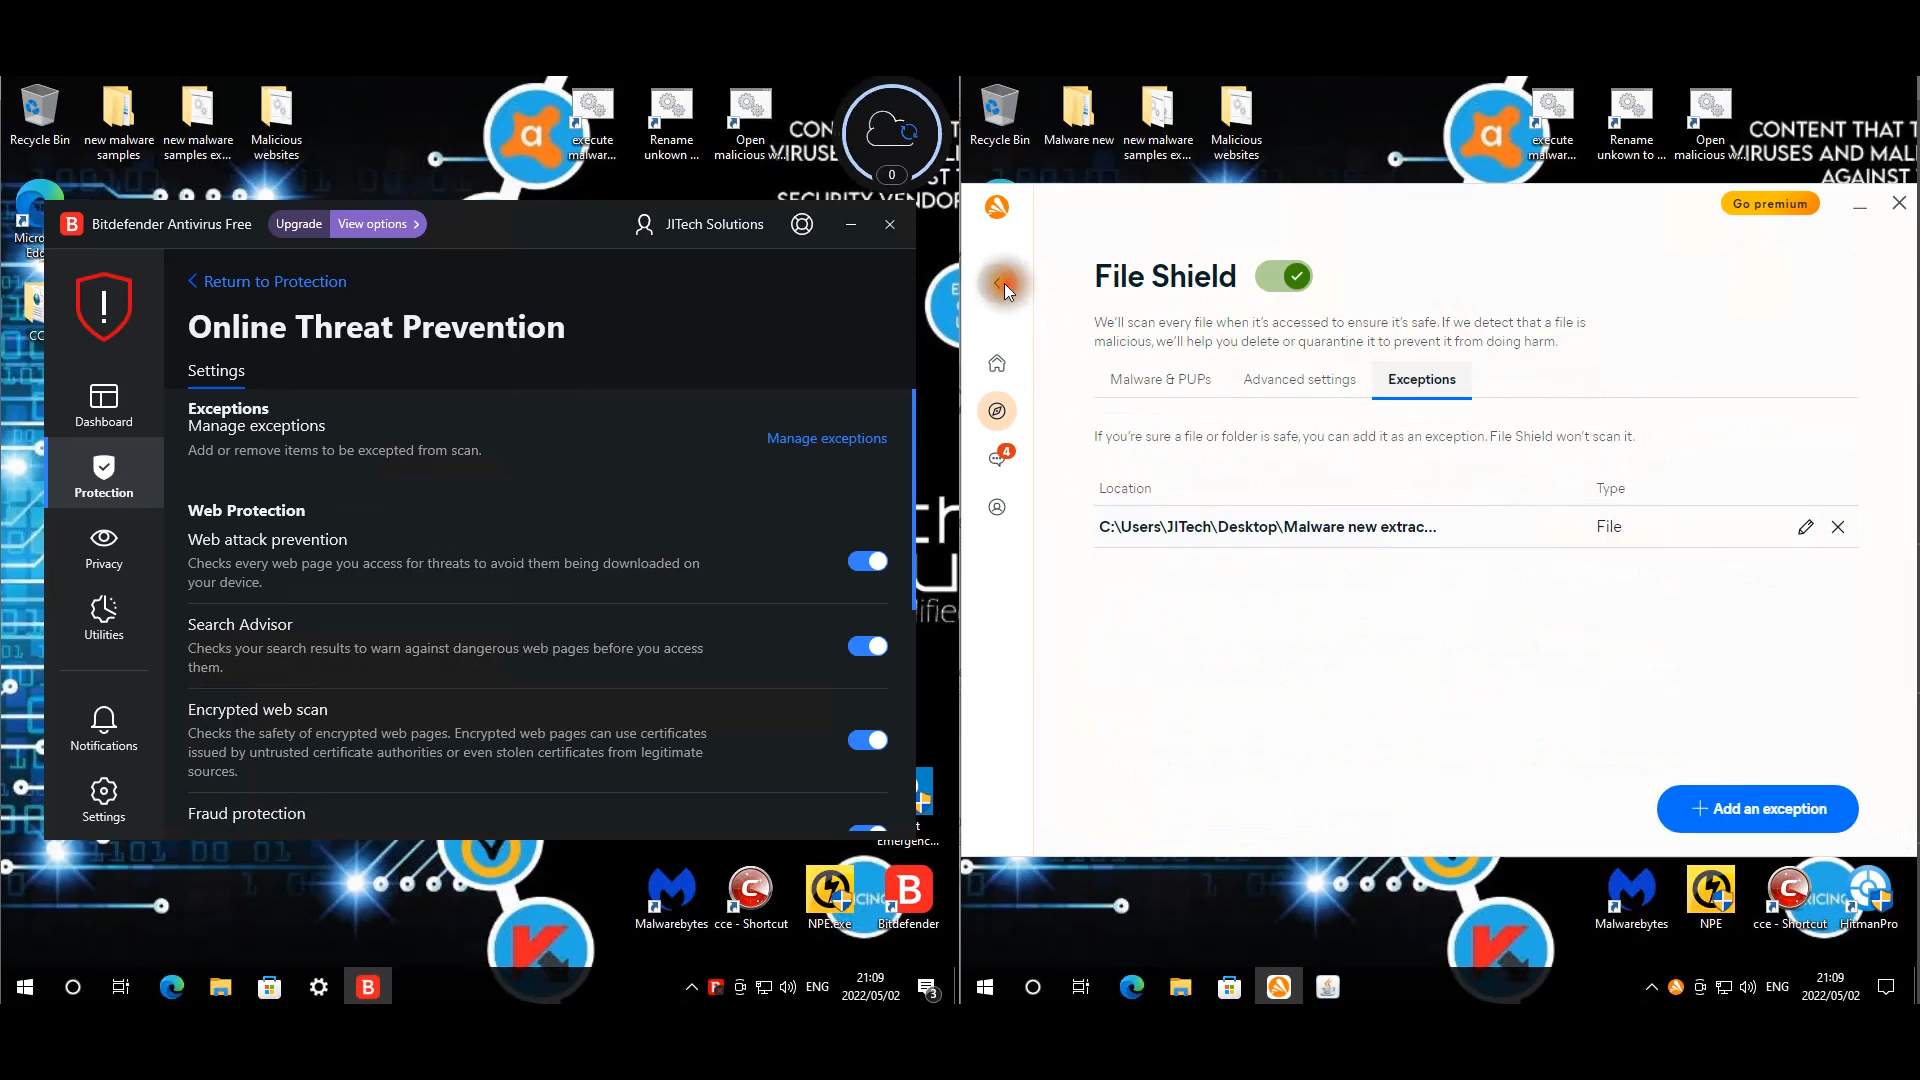 Recycle Bin
new malware
samples
new malware
samples ex...
Malicious
websites
execute
malwar...
Rename
unkown ...
Open
malicious w...
0
Bitdefender Antivirus Free
Upgrade
View options
JITech Solutions
Return to Protection
Online Threat Prevention
Settings
Exceptions
Manage exceptions
Add or remove items to be excepted from scan.
Manage exceptions
Web Protection
Web attack prevention
Checks every web page you access for threats to avoid them being downloaded on
your device.
Search Advisor
Checks your search results to warn against dangerous web pages before you access
them.
Encrypted web scan
Checks the safety of encrypted web pages. Encrypted web pages can use certificates
issued by untrusted certificate authorities or even stolen certificates from legitimate
sources.
Fraud protection
Dashboard
Protection
Privacy
Utilities
Notifications
Settings
Emergenc...
Malwarebytes
cce - Shortcut
NPE.exe
Bitdefender
ENG
21:09
2022/05/02
3
Recycle Bin
Malware new
new malware
samples ex...
Malicious
websites
execute
malwar...
Rename
unkown to ...
Open
malicious w...
CONTENT THAT T
VIRUSES AND MAL
AGAINST
Go premium
File Shield
We'll scan every file when it's accessed to ensure it's safe. If we detect that a file is
malicious, we'll help you delete or quarantine it to prevent it from doing harm.
Malware & PUPs
Advanced settings
Exceptions
If you're sure a file or folder is safe, you can add it as an exception. File Shield won't scan it.
Location
Type
C:\Users\JITech\Desktop\Malware new extrac...
File
4
Add an exception
Malwarebytes
NPE
cce - Shortcut
HitmanPro
ENG
21:09
2022/05/02